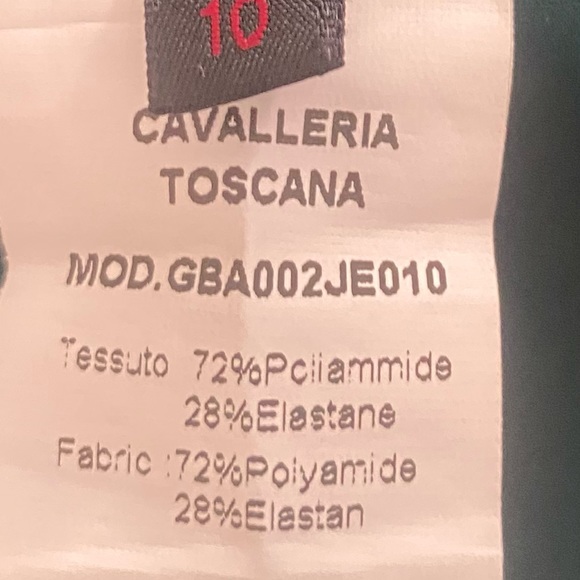 10
CAVALLERIA
TOSCANA
MOD.GBA002JE010
Tessuto 72%Poliammide
28%Elastane
Fabric :72%Polyamide
28%Elastan